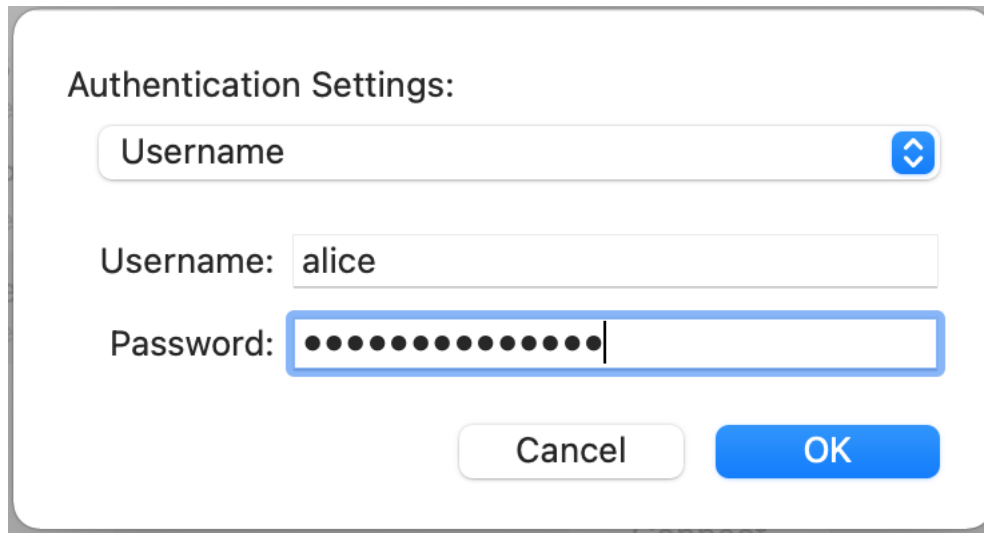 Authentication Settings:
Username
Username: alice
Password: ••••••••••••••
Cancel OK